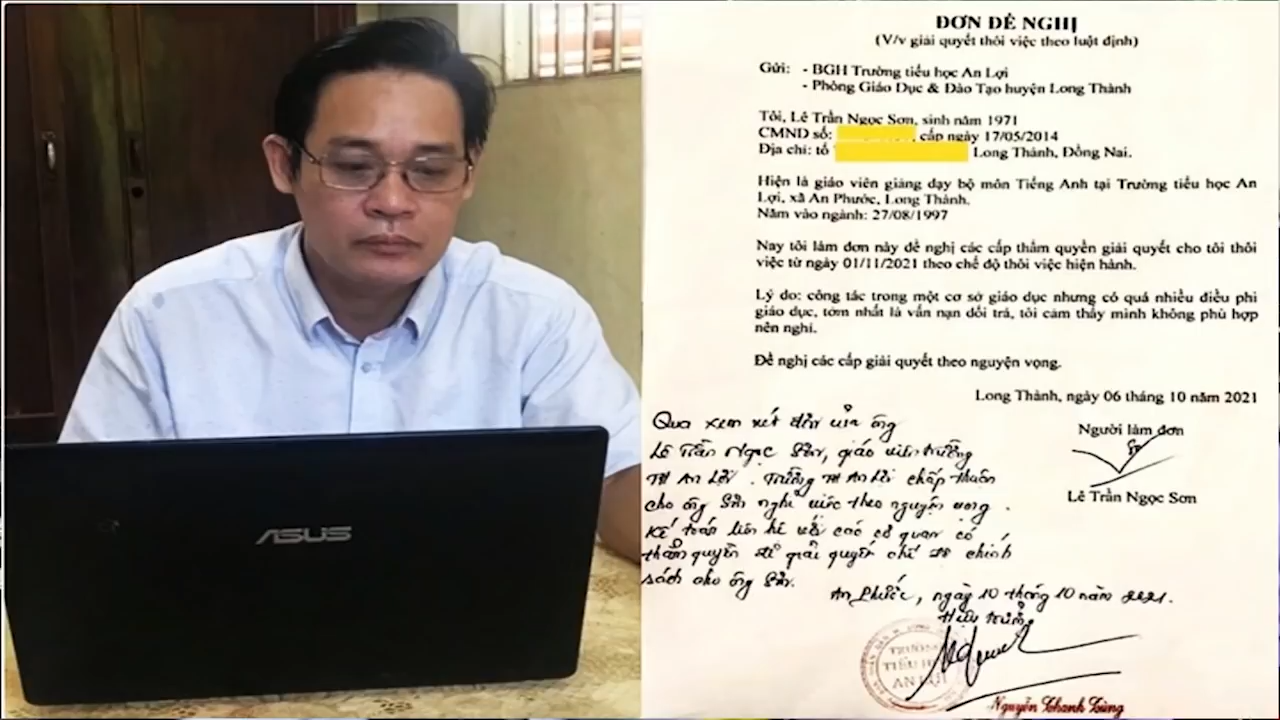 ASUS
ĐƠN ĐỀ NGHỊ
(V/v giải quyết thôi việc theo luật định)
Gửi: - BGH Trường tiểu học An Lợi
- Phòng Giáo Dục & Đào Tạo huyện Long Thành
Tôi, Lê Trần Ngọc Sơn, sinh năm 1971
CMND số: , cấp ngày 17/05/2014
Địa chỉ: tổ Long Thành, Đồng Nai.
Hiện là giáo viên giảng dạy bộ môn Tiếng Anh tại Trường tiểu học An
Lợi, xã An Phước, Long Thành.
Năm vào ngành: 27/08/1997
Nay tôi làm đơn này đề nghị các cấp thẩm quyền giải quyết cho tôi thôi
việc từ ngày 01/11/2021 theo chế độ thôi việc hiện hành.
Lý do: công tác trong một cơ sở giáo dục nhưng có quá nhiều điều phi
giáo dục, tởm nhất là vấn nạn dối trá, tôi cảm thấy mình không phù hợp
nên nghỉ.
Đề nghị các cấp giải quyết theo nguyện vọng.
Long Thành, ngày 06 tháng 10 năm 2021
Người làm đơn
Lê Trần Ngọc Sơn
Qua xem xét đơn của ông
Lê Trần Ngọc Sơn, giáo viên trường
TH An Lợi. Trường TH An Lợi chấp thuận
cho ông Sơn nghỉ việc theo nguyện vọng.
Kế toán liên hệ với các cơ quan có
thẩm quyền để giải quyết chế độ chính
sách cho ông Sơn.
An Phước, ngày 10 tháng 10 năm 2021.
Hiệu trưởng
TRƯỜNG
TIỂU HỌC
AN LỢI
Nguyễn Thanh Tùng